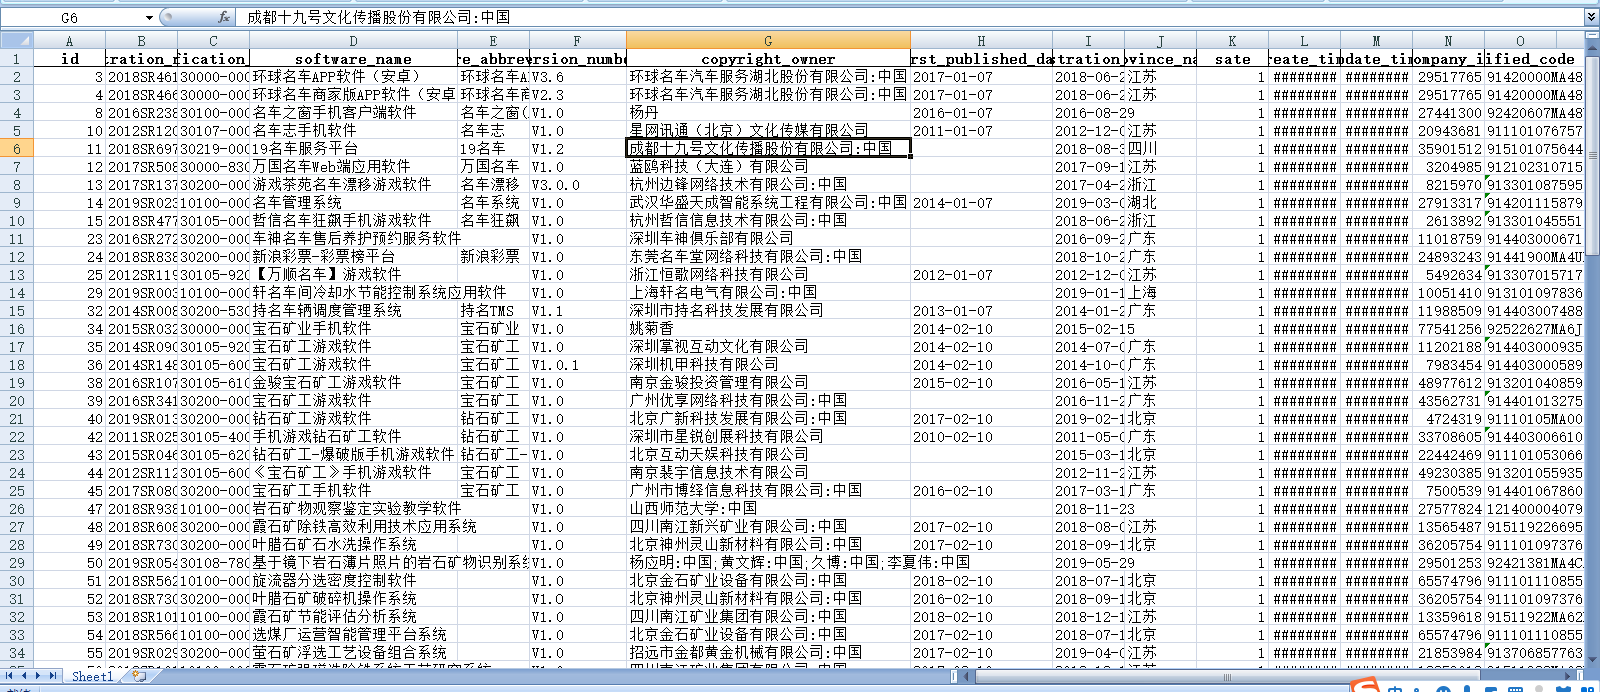 G6 fx 成都十九号文化传播股份有限公司:中国
A B C D E F G H I J K L M N O
1 id tration_n ication_ software_name e_abbrev rsion_numb copyright_owner rst_published_da tration_ vince_na sate reate_tim date_tim ompany_i ified_code
2 3 2018SR461 30000-000 环球名车APP软件（安卓） 环球名车A V3.6 环球名车汽车服务湖北股份有限公司:中国 2017-01-07 2018-06-2 江苏 1 ######## ######## 29517765 91420000MA48
3 4 2018SR466 30000-000 环球名车商家版APP软件（安卓 环球名车商 V2.3 环球名车汽车服务湖北股份有限公司:中国 2017-01-07 2018-06-2 江苏 1 ######## ######## 29517765 91420000MA48
4 8 2016SR238 30100-000 名车之窗手机客户端软件 名车之窗( V1.0 杨丹 2016-01-07 2016-08-29 1 ######## ######## 27441300 92420607MA48
5 10 2012SR120 30107-000 名车志手机软件 名车志 V1.0 星网讯通（北京）文化传媒有限公司 2011-01-07 2012-12-0 江苏 1 ######## ######## 20943681 911101076757
6 11 2018SR697 30219-000 19名车服务平台 19名车 V1.2 成都十九号文化传播股份有限公司:中国 2018-08-3 四川 1 ######## ######## 35901512 915101075644
7 12 2017SR508 30000-830 万国名车Web端应用软件 万国名车 V1.0 蓝鸥科技（大连）有限公司 2017-09-1 江苏 1 ######## ######## 3204985 912102310715
8 13 2017SR137 30200-000 游戏茶苑名车漂移游戏软件 名车漂移 V3.0.0 杭州边锋网络技术有限公司:中国 2017-04-2 浙江 1 ######## ######## 8215970 913301087595
9 14 2019SR023 10100-000 名车管理系统 名车系统 V1.0 武汉华盛天成智能系统工程有限公司:中国 2014-01-07 2019-03-0 湖北 1 ######## ######## 27913317 914201115879
10 15 2018SR477 30105-000 哲信名车狂飙手机游戏软件 名车狂飙 V1.0 杭州哲信信息技术有限公司:中国 2018-06-2 浙江 1 ######## ######## 2613892 913301045551
11 23 2016SR272 30200-000 车神名车售后养护预约服务软件 V1.0 深圳车神俱乐部有限公司 2016-09-2 广东 1 ######## ######## 11018759 914403000671
12 24 2018SR838 30200-000 新浪彩票-彩票榜平台 新浪彩票 V1.0 东莞名车堂网络科技有限公司:中国 2018-10-2 广东 1 ######## ######## 24893243 91441900MA4U
13 25 2012SR119 30105-920 【万顺名车】游戏软件 V1.0 浙江恒歌网络科技有限公司 2012-01-07 2012-12-0 江苏 1 ######## ######## 5492634 913307015717
14 29 2019SR003 10100-000 轩名车间冷却水节能控制系统应用软件 V1.0 上海轩名电气有限公司:中国 2019-01-1 上海 1 ######## ######## 10051410 913101097836
15 32 2014SR008 30200-530 持名车辆调度管理系统 持名TMS V1.1 深圳市持名科技发展有限公司 2013-01-07 2014-01-2 广东 1 ######## ######## 11988509 914403007488
16 34 2015SR032 30000-000 宝石矿业手机软件 宝石矿业 V1.0 姚菊香 2014-02-10 2015-02-15 1 ######## ######## 77541256 92522627MA6J
17 35 2014SR090 30105-920 宝石矿工游戏软件 宝石矿工 V1.0 深圳掌视互动文化有限公司 2014-02-10 2014-07-0 广东 1 ######## ######## 11202188 914403000935
18 36 2014SR148 30105-600 宝石矿工游戏软件 宝石矿工 V1.0.1 深圳机甲科技有限公司 2014-02-10 2014-10-0 广东 1 ######## ######## 7983454 914403000589
19 38 2016SR107 30105-610 金骏宝石矿工游戏软件 宝石矿工 V1.0 南京金骏投资管理有限公司 2015-02-10 2016-05-1 江苏 1 ######## ######## 48977612 913201040859
20 39 2016SR341 30200-000 宝石矿工游戏软件 宝石矿工 V1.0 广州优享网络科技有限公司:中国 2016-11-2 广东 1 ######## ######## 43562731 914401013275
21 40 2019SR013 30200-000 钻石矿工游戏软件 钻石矿工 V1.0 北京广新科技发展有限公司:中国 2017-02-10 2019-02-1 北京 1 ######## ######## 4724319 91110105MA00
22 42 2011SR025 30105-400 手机游戏钻石矿工软件 钻石矿工 V1.0 深圳市星锐创展科技有限公司 2010-02-10 2011-05-0 广东 1 ######## ######## 33708605 914403006610
23 43 2015SR046 30105-620 钻石矿工-爆破版手机游戏软件 钻石矿工- V1.0 北京互动天娱科技有限公司 2015-03-1 北京 1 ######## ######## 22442469 911101053066
24 44 2012SR112 30105-600 《宝石矿工》手机游戏软件 V1.0 南京裴宇信息技术有限公司 2012-11-2 江苏 1 ######## ######## 49230385 913201055935
25 45 2017SR080 30200-000 宝石矿工手机软件 宝石矿工 V1.0 广州市博绎信息科技有限公司:中国 2016-02-10 2017-03-1 广东 1 ######## ######## 7500539 914401067860
26 47 2018SR938 10100-000 岩石矿物观察鉴定实验教学软件 V1.0 山西师范大学:中国 2018-11-23 1 ######## ######## 27577824 121400004079
27 48 2018SR608 30200-000 霞石矿除铁高效利用技术应用系统 V1.0 四川南江新兴矿业有限公司:中国 2017-02-10 2018-08-0 江苏 1 ######## ######## 13565487 915119226695
28 49 2018SR730 30200-000 叶腊石矿石水洗操作系统 V1.0 北京神州灵山新材料有限公司:中国 2017-02-10 2018-09-1 北京 1 ######## ######## 36205754 911101097376
29 50 2019SR054 30108-780 基于镜下岩石薄片照片的岩石矿物识别系统 V1.0 杨应明:中国;黄文辉:中国;久博:中国;李夏伟:中国 2019-05-29 1 ######## ######## 29501253 92421381MA4C
30 51 2018SR562 10100-000 旋流器分选密度控制软件 V1.0 北京金石矿业设备有限公司:中国 2018-02-10 2018-07-1 北京 1 ######## ######## 65574796 911101110855
31 52 2018SR730 30200-000 叶腊石矿破碎机操作系统 V1.0 北京神州灵山新材料有限公司:中国 2016-02-10 2018-09-1 北京 1 ######## ######## 36205754 911101097376
32 53 2018SR101 10100-000 霞石矿节能评估分析系统 V1.0 四川南江矿业集团有限公司:中国 2018-02-10 2018-12-1 江苏 1 ######## ######## 13359618 91511922MA62
33 54 2018SR566 10100-000 选煤厂运营智能管理平台系统 V1.0 北京金石矿业设备有限公司:中国 2017-02-10 2018-07-1 北京 1 ######## ######## 65574796 911101110855
34 55 2019SR029 30200-000 萤石矿浮选工艺设备组合系统 V1.0 招远市金都黄金机械有限公司:中国 2017-02-10 2019-04-0 江苏 1 ######## ######## 21853984 913706857763
Sheet1